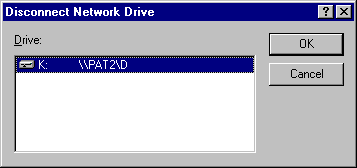 Disconnect Network Drive
Drive:
OK
K: \\PAT2\D
Cancel